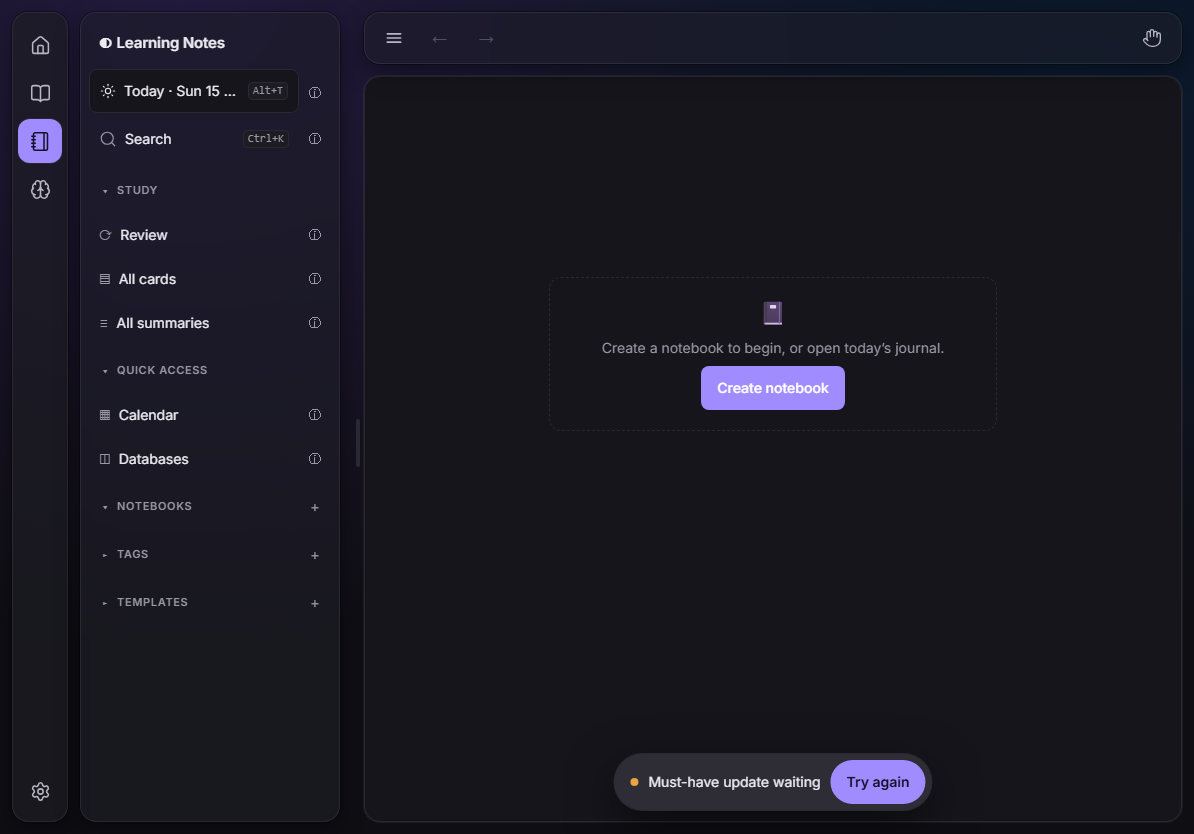 Learning Notes
Today · Sun 15 ... Alt+T
Search Ctrl+K
STUDY
Review
All cards
All summaries
QUICK ACCESS
Calendar
Databases
NOTEBOOKS +
TAGS +
TEMPLATES +
Create a notebook to begin, or open today’s journal.
Create notebook
Must-have update waiting Try again